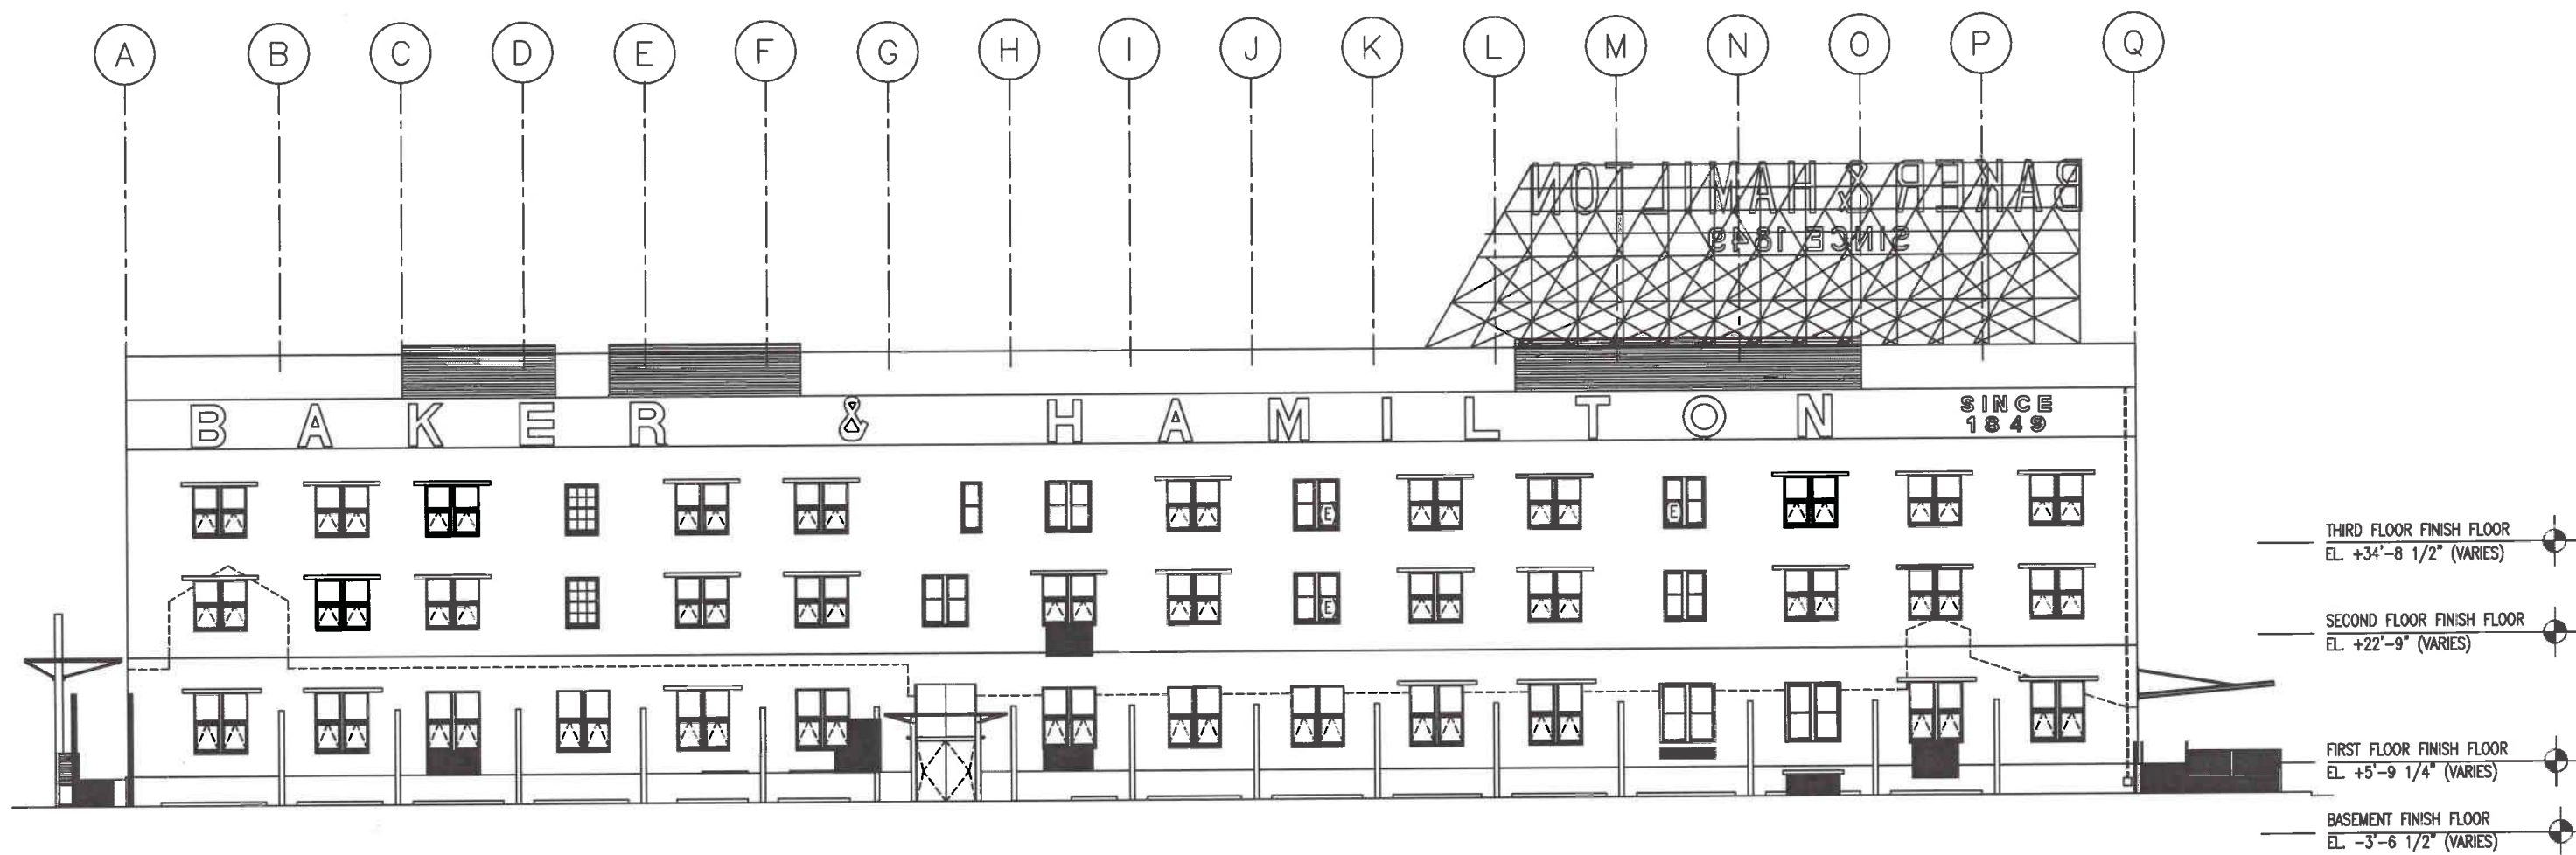 A B C D E F G H I J K L M N O P Q
BAKER & HAMILTON
SINCE 1849
BAKER & HAMILTON
SINCE
1849
E
E
E
THIRD FLOOR FINISH FLOOR
EL. +34'-8 1/2" (VARIES)
SECOND FLOOR FINISH FLOOR
EL. +22'-9" (VARIES)
FIRST FLOOR FINISH FLOOR
EL. +5'-9 1/4" (VARIES)
BASEMENT FINISH FLOOR
EL. -3'-6 1/2" (VARIES)